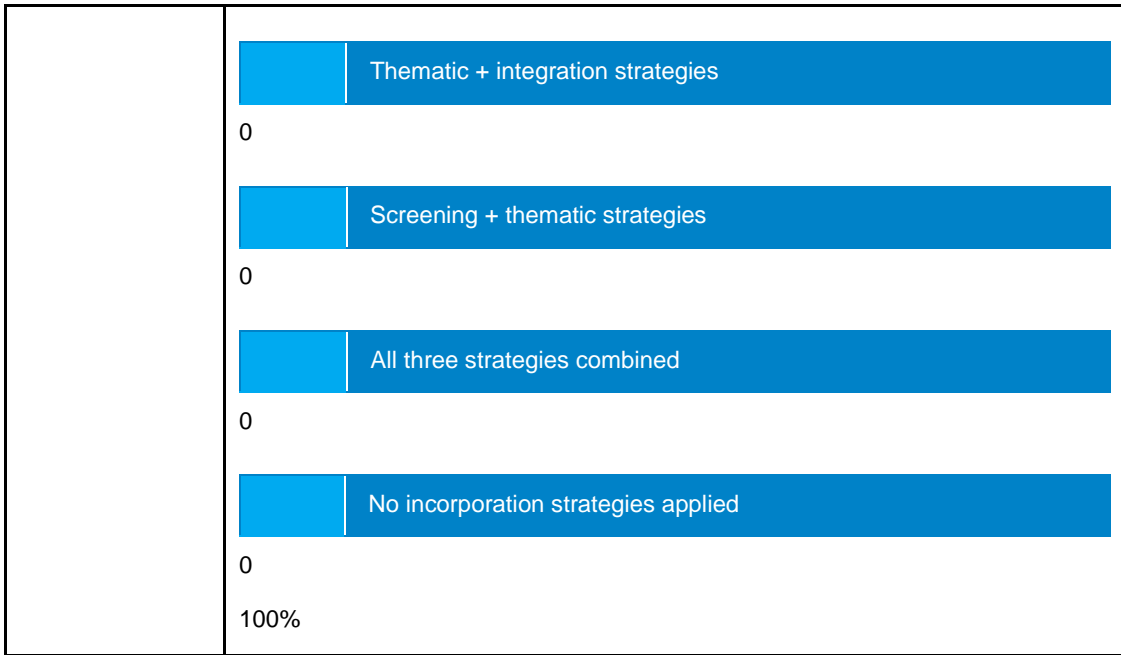 Thematic + integration strategies
0
Screening + thematic strategies
0
All three strategies combined
0
No incorporation strategies applied
0
100%